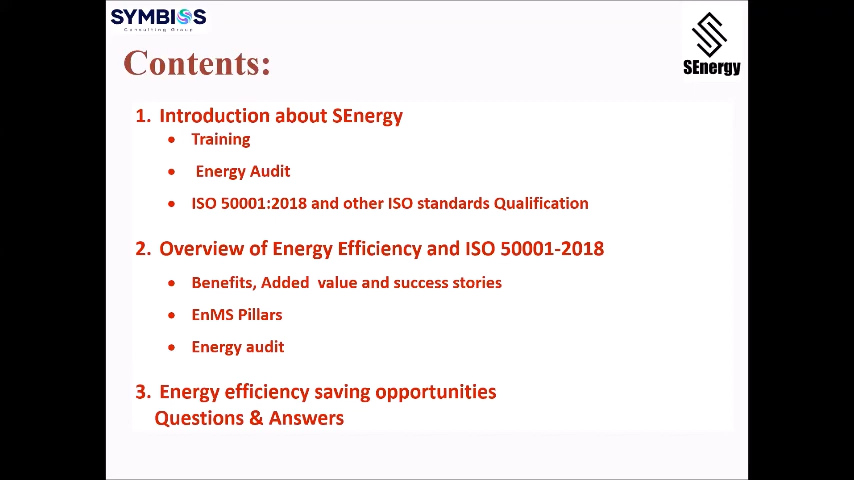 SYMBIOS
Consulting Group
SEnergy
Contents:
1. Introduction about SEnergy
• Training
• Energy Audit
• ISO 50001:2018 and other ISO standards Qualification
2. Overview of Energy Efficiency and ISO 50001-2018
• Benefits, Added value and success stories
• EnMS Pillars
• Energy audit
3. Energy efficiency saving opportunities
Questions & Answers